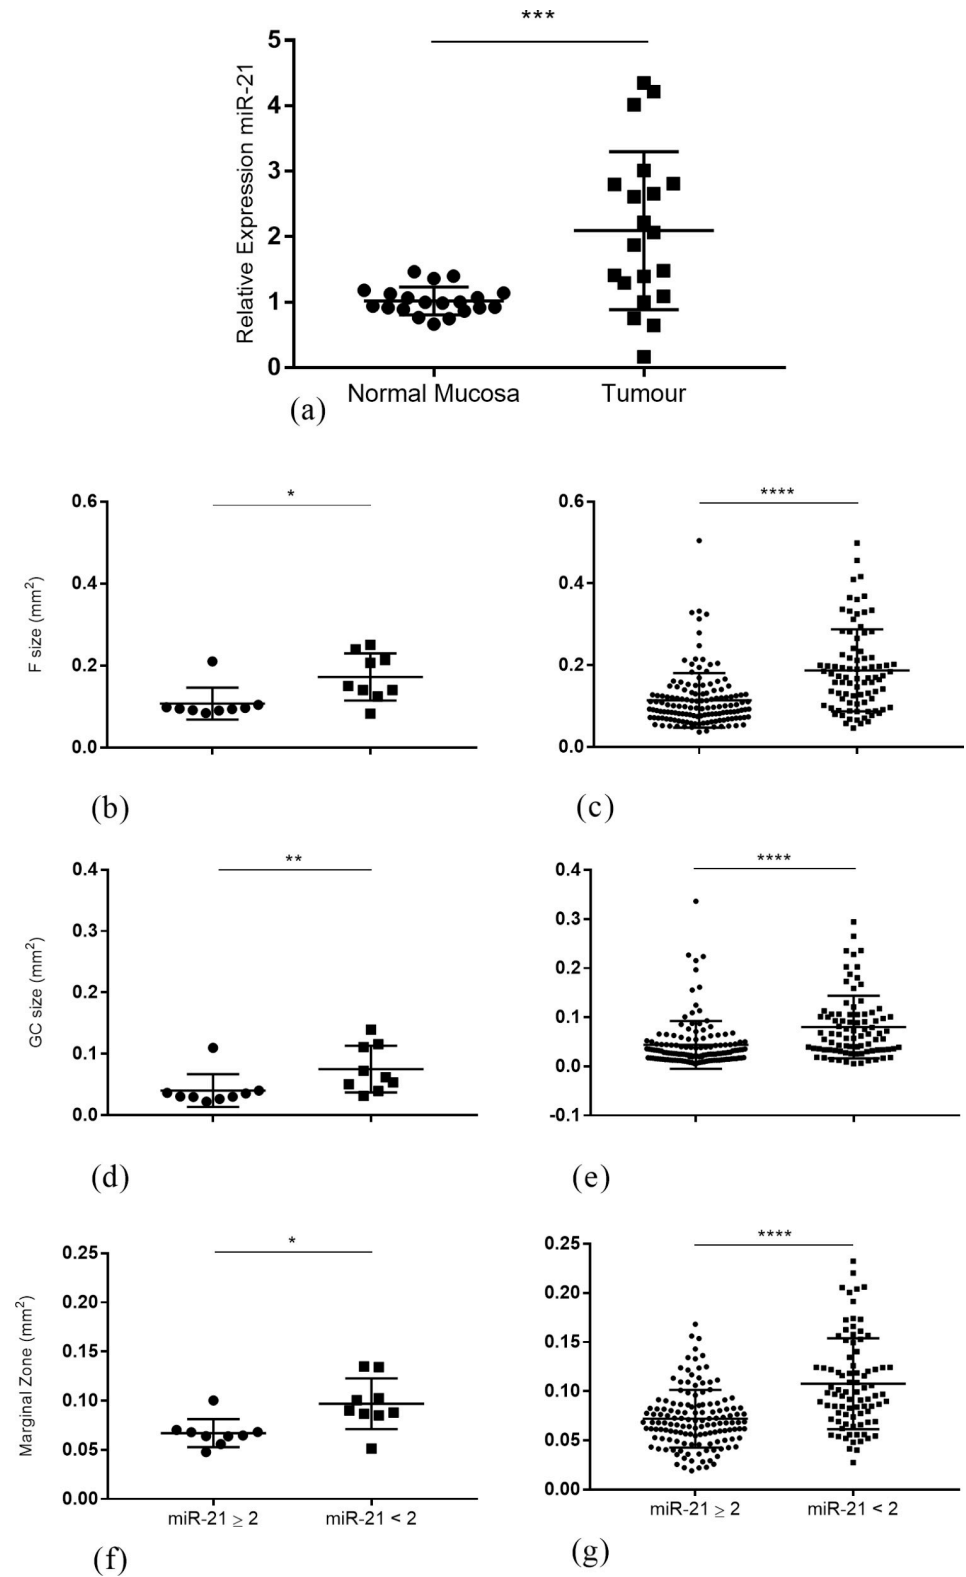 ***
Relative Expression miR-21
5
4
3
2
1
0
Normal Mucosa
Tumour
(a)
*
F size (mm²)
0.6
0.4
0.2
0.0
(b)
****
0.6
0.4
0.2
0.0
(c)
**
GC size (mm²)
0.4
0.3
0.2
0.1
0.0
(d)
****
0.4
0.3
0.2
0.1
0.0
-0.1
(e)
*
Marginal Zone (mm²)
0.25
0.20
0.15
0.10
0.05
0.00
miR-21 ≥ 2
miR-21 < 2
(f)
****
0.25
0.20
0.15
0.10
0.05
0.00
miR-21 ≥ 2
miR-21 < 2
(g)